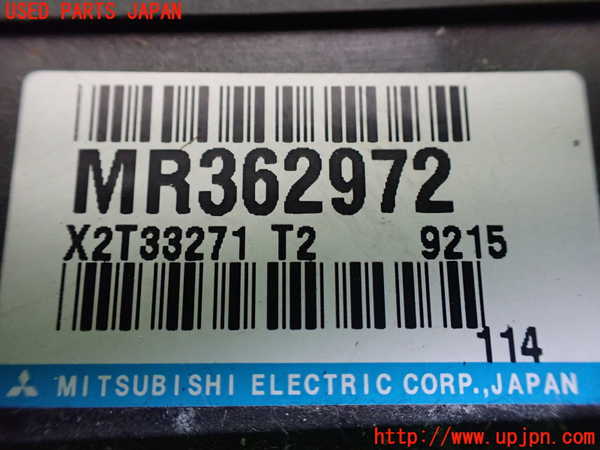 USED PARTS JAPAN
MR362972
X2T33271 T2 9215
114
MITSUBISHI ELECTRIC CORP.,JAPAN
http://www.upjpn.com/